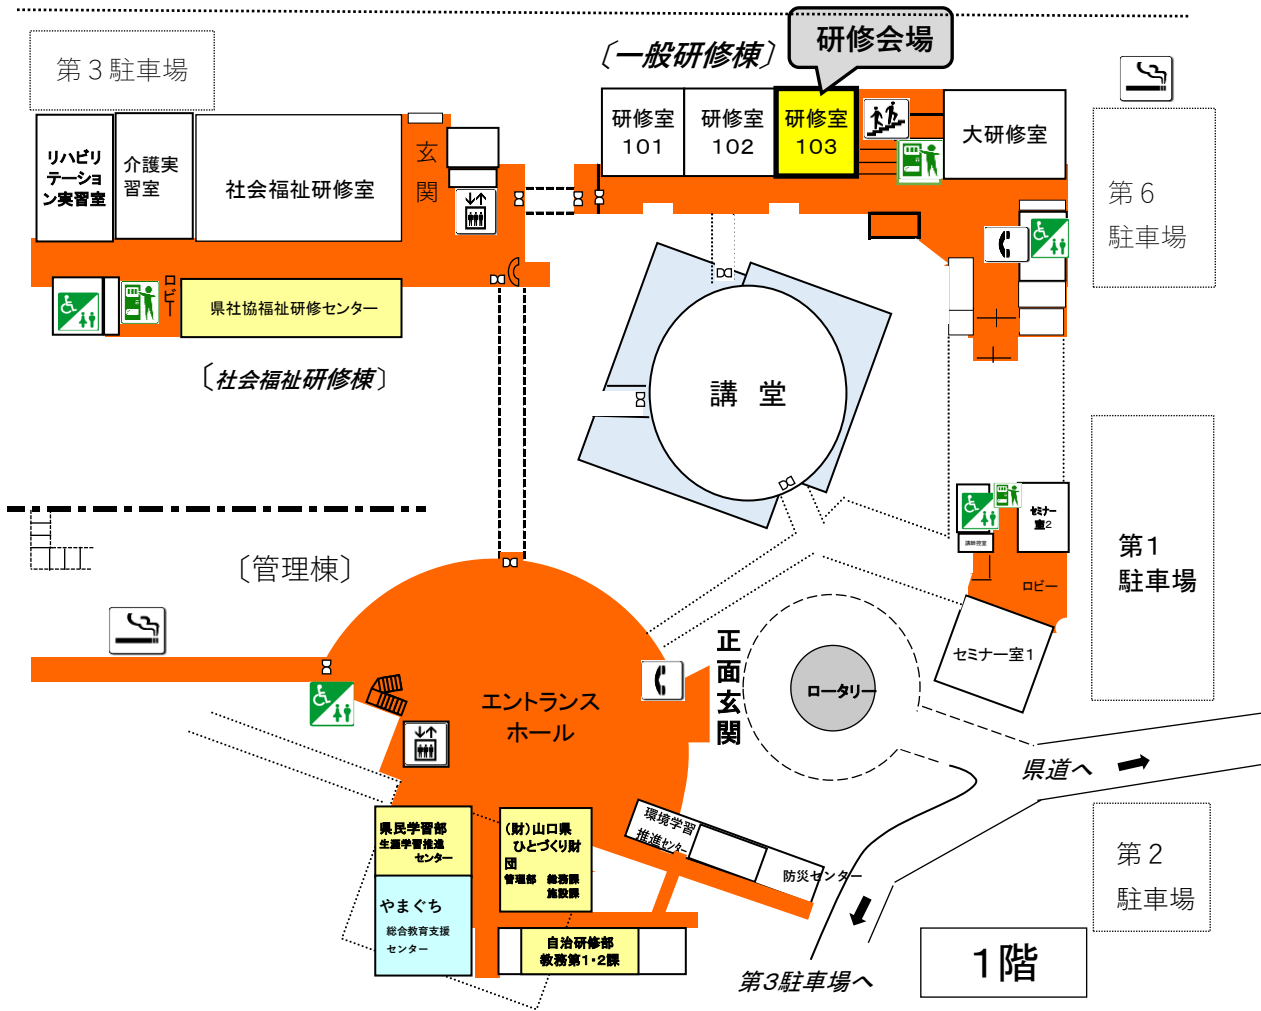 研修会場
〔一般研修棟〕
第３駐車場
研修室
101
研修室
102
研修室
103
大研修室
リハビリ
テーショ
ン実習室
介護実
習室
社会福祉研修室
玄
関
第６
駐車場
ロビー
県社協福祉研修センター
〔社会福祉研修棟〕
講 堂
〔管理棟〕
セミナー
室2
講師控室
ロビー
第１
駐車場
セミナー室1
正面玄関
ロータリー
エントランス
ホール
県道へ
県民学習部
生涯学習推進
センター
(財)山口県
ひとづくり財
団
管理部 総務課
施設課
環境学習
推進センター
防災センター
第２
駐車場
やまぐち
総合教育支援
センター
自治研修部
教務第1・2課
第3駐車場へ
1階